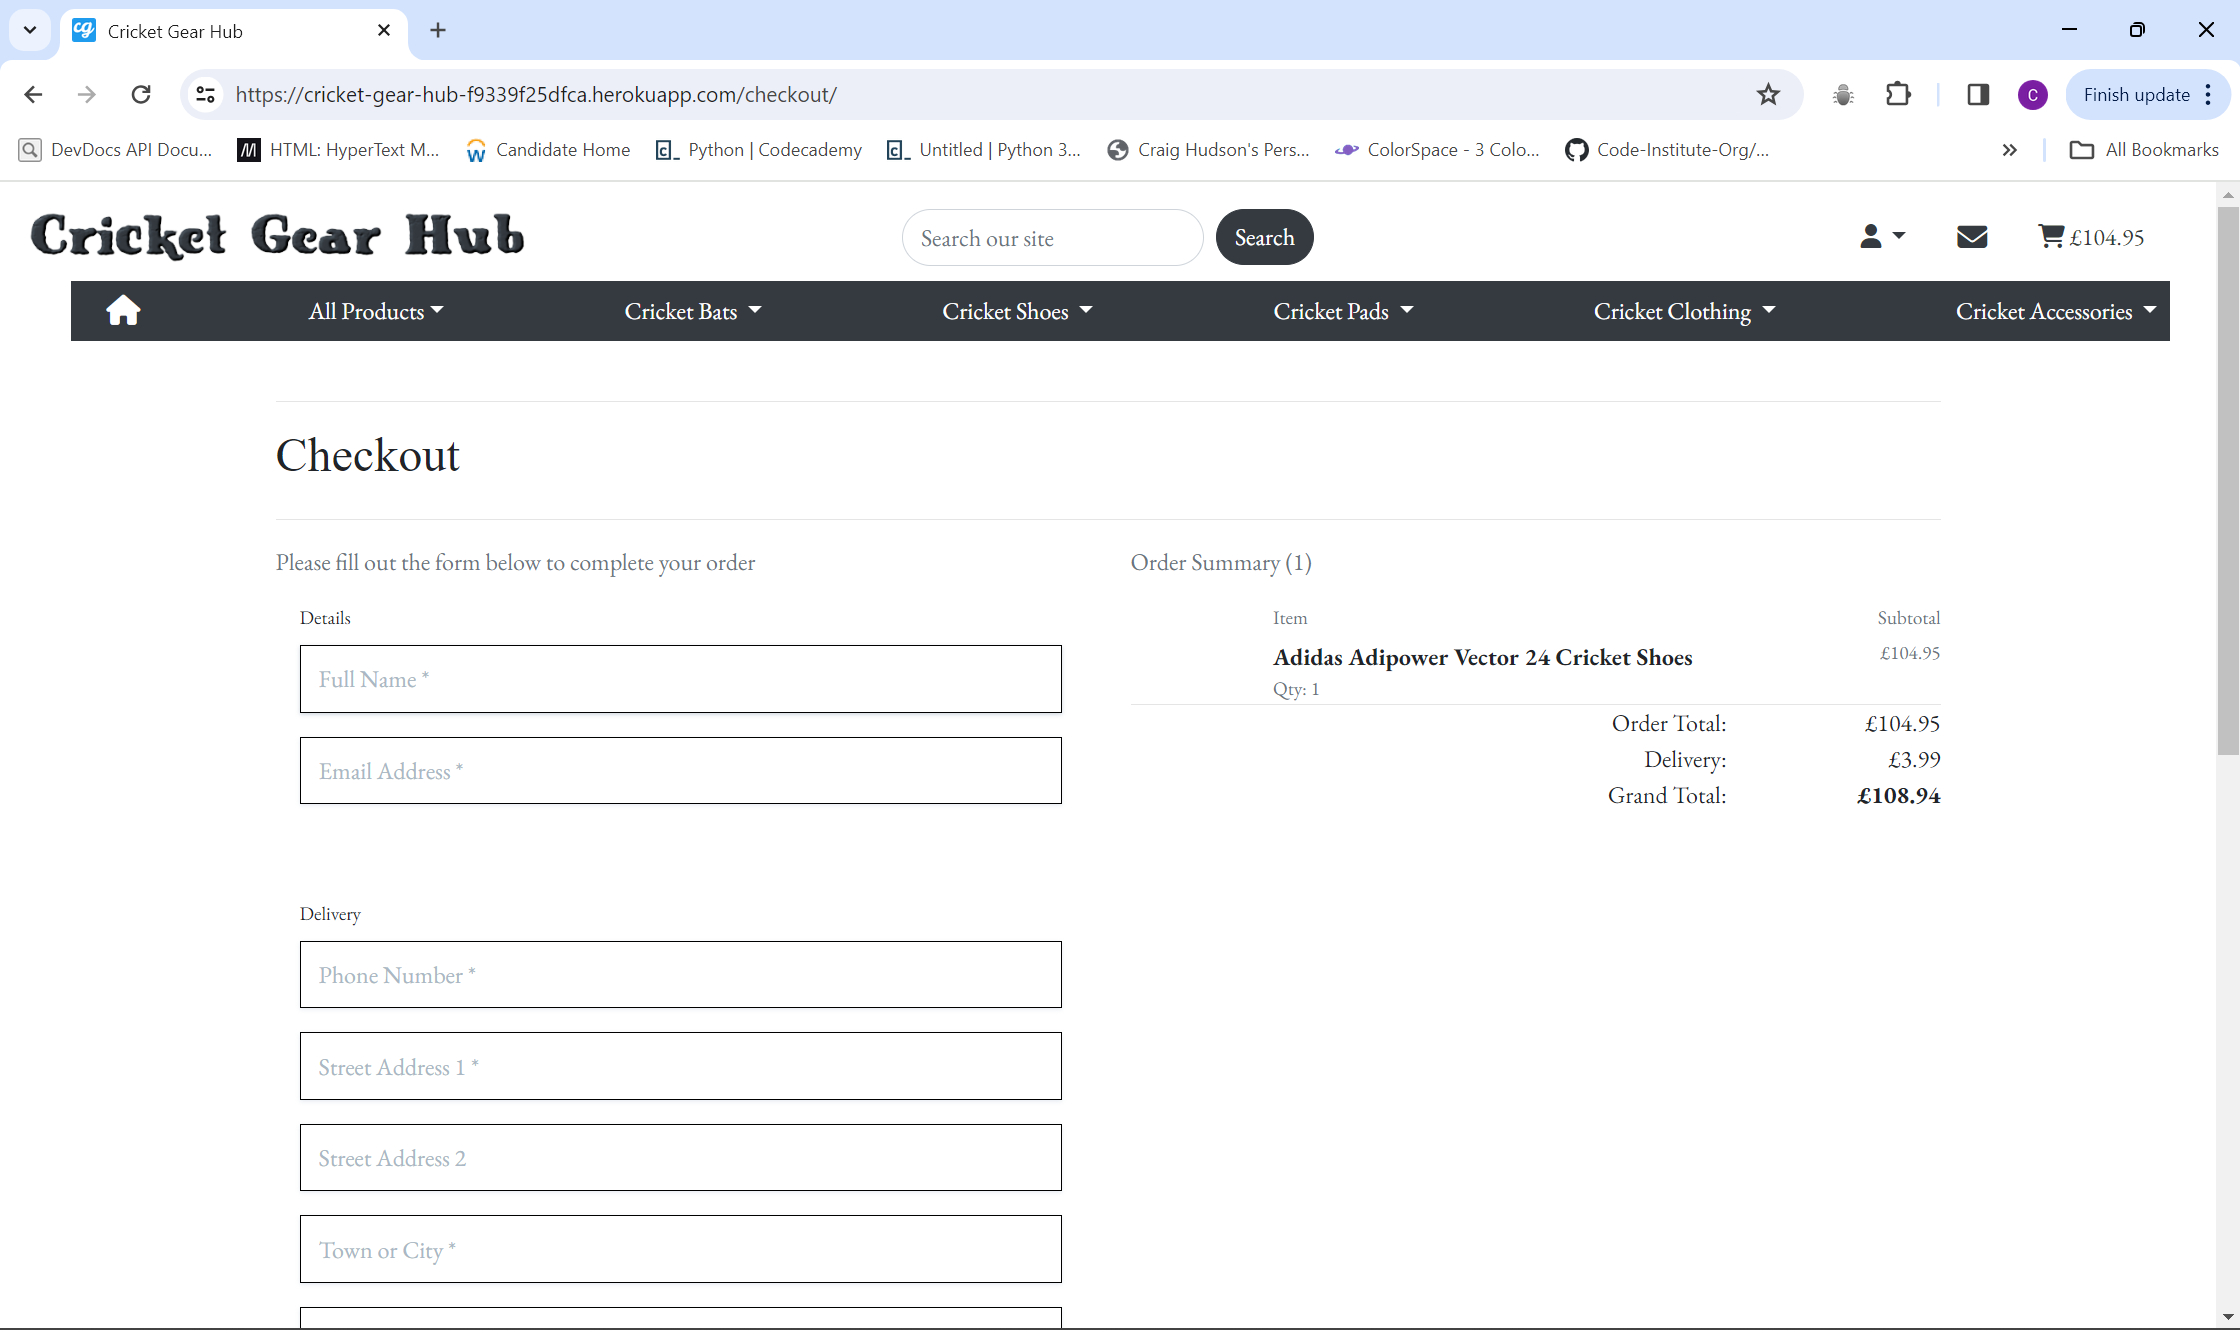 Cricket Gear Hub
https://cricket-gear-hub-f9339f25dfca.herokuapp.com/checkout/
C
Finish update
DevDocs API Docu...
HTML: HyperText M...
Candidate Home
Python | Codecademy
Untitled | Python 3...
Craig Hudson's Pers...
ColorSpace - 3 Colo...
Code-Institute-Org/...
All Bookmarks
Cricket Gear Hub
Search our site
Search
£104.95
All Products
Cricket Bats
Cricket Shoes
Cricket Pads
Cricket Clothing
Cricket Accessories
Checkout
Please fill out the form below to complete your order
Details
Full Name *
Email Address *
Delivery
Phone Number *
Street Address 1 *
Street Address 2
Town or City *
Order Summary (1)
Item Subtotal
Adidas Adipower Vector 24 Cricket Shoes £104.95
Qty: 1
Order Total: £104.95
Delivery: £3.99
Grand Total: £108.94